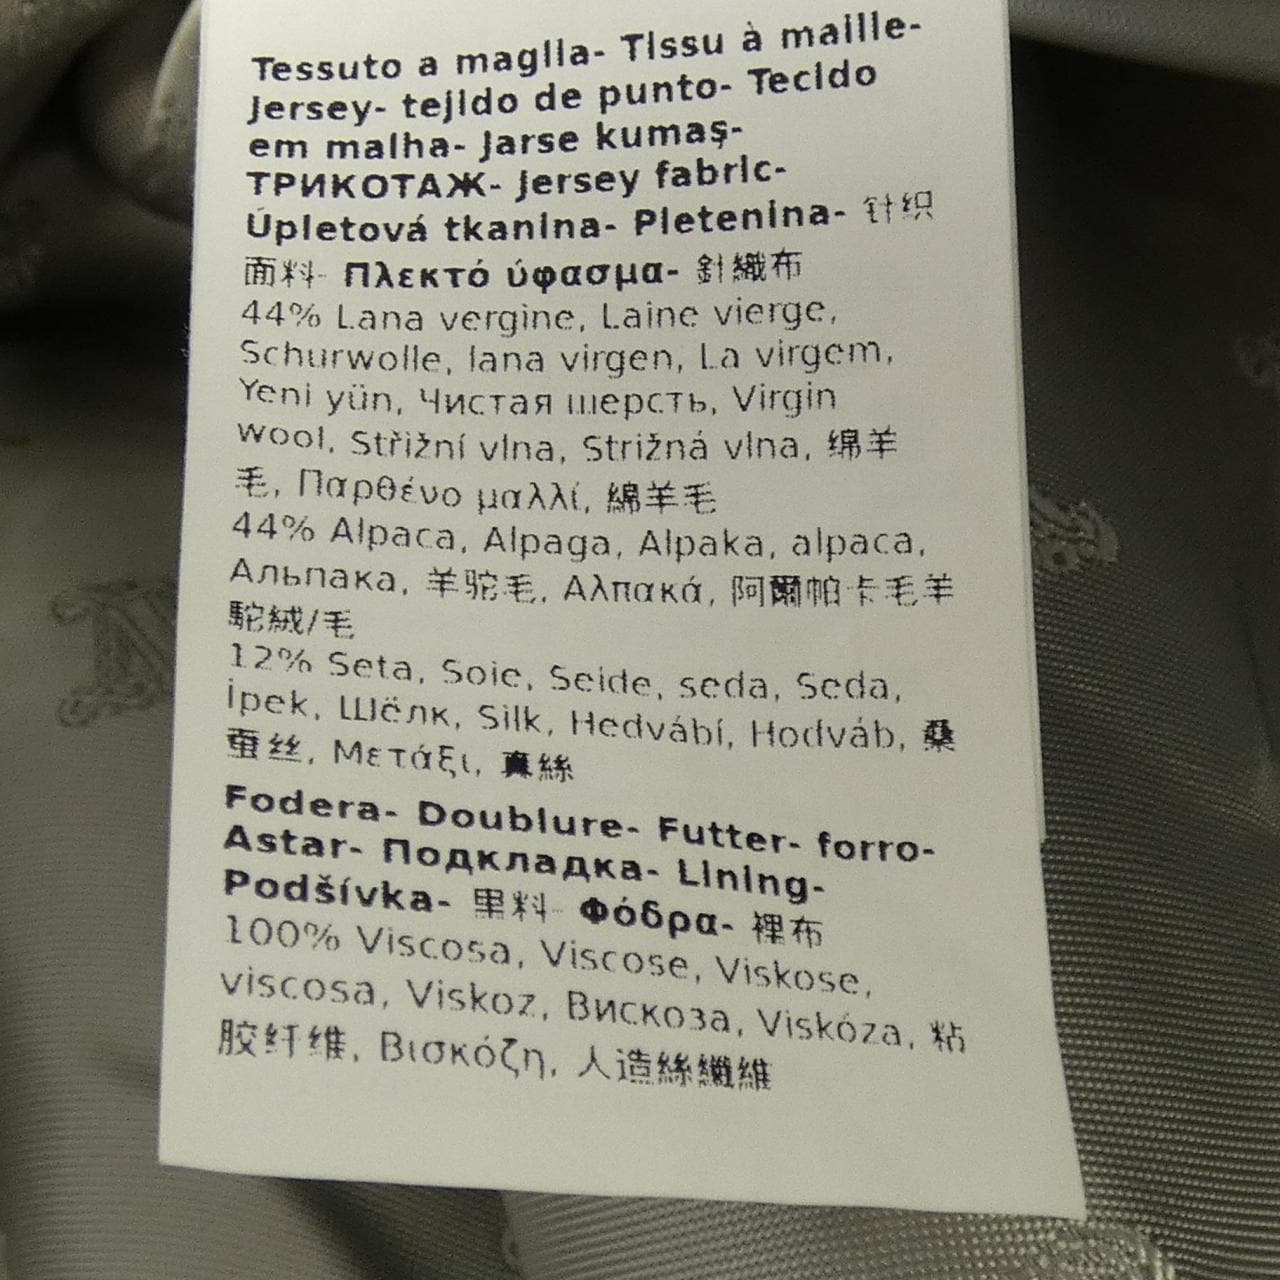 Tessuto a maglia- Tissu à maille-
Jersey- tejido de punto- Tecido
em malha- Jarse kumaş-
ТРИКОТАЖ- Jersey fabric-
Úpletová tkanina- Pletenina- 针织
面料- Πλεκτό ύφασμα- 針織布
44% Lana vergine, Laine vierge,
Schurwolle, lana virgen, La virgem,
Yeni yün, Чистая шерсть, Virgin
wool, Střižní vlna, Strižná vlna, 绵羊
毛, Παρθένο μαλλί, 綿羊毛
44% Alpaca, Alpaga, Alpaka, alpaca,
Альпака, 羊驼毛, Αλπακά, 阿爾帕卡毛羊
駝絨/毛
12% Seta, Soie, Seide, seda, Seda,
İpek, Шёлк, Silk, Hedvábí, Hodváb, 桑
蚕丝, Μετάξι, 真絲
Fodera- Doublure- Futter- forro-
Astar- Подкладка- Lining-
Podšívka- 里料- Φόδρα- 裡布
100% Viscosa, Viscose, Viskose,
viscosa, Viskoz, Вискоза, Viskóza, 粘
胶纤维, Βισκόζη, 人造絲纖維